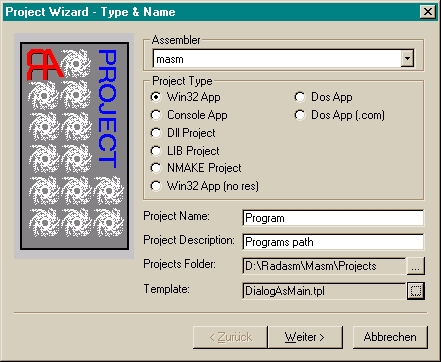 Project Wizard - Type & Name
RA
PROJECT
Assembler
masm
Project Type
Win32 App
Dos App
Console App
Dos App (.com)
Dll Project
LIB Project
NMAKE Project
Win32 App (no res)
Project Name:
Program
Project Description:
Programs path
Projects Folder:
D:\Radasm\Masm\Projects
...
Template:
DialogAsMain.tpl
...
< Zurück
Weiter >
Abbrechen